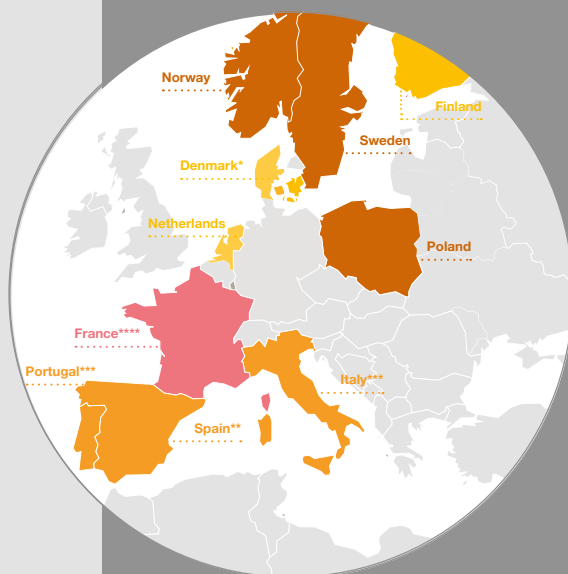 Norway
Finland
Sweden
Denmark*
Netherlands
Poland
France****
Portugal***
Italy***
Spain**